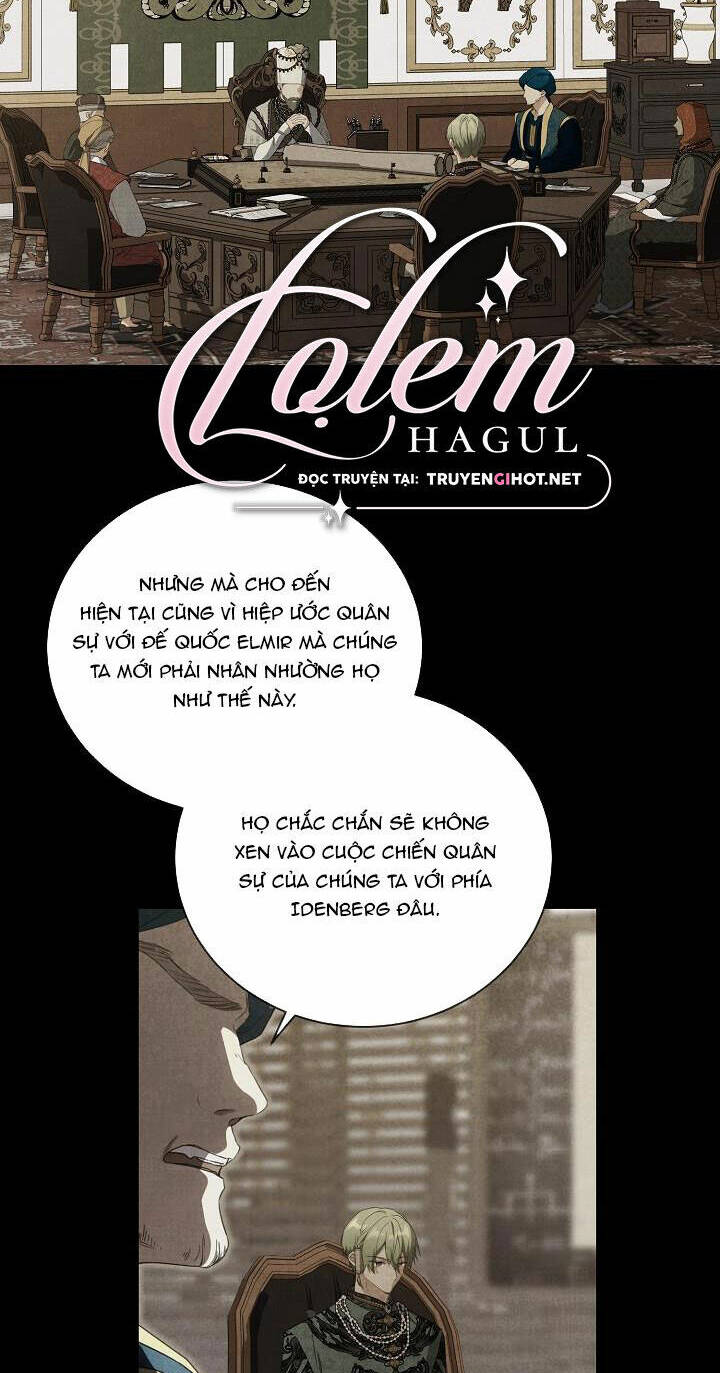 Lọlem
HAGUL
ĐỌC TRUYỆN TẠI: TRUYENGIHOT.NET
NHƯNG MÀ CHO ĐẾN
HIỆN TẠI CŨNG VÌ HIỆP ƯỚC QUÂN
SỰ VỚI ĐẾ QUỐC ELMIR MÀ CHÚNG
TA MỚI PHẢI NHÂN NHƯỜNG HỌ
NHƯ THẾ NÀY.
HỌ CHẮC CHẮN SẼ KHÔNG
XEN VÀO CUỘC CHIẾN QUÂN
SỰ CỦA CHÚNG TA VỚI PHÍA
IDENBERG ĐÂU.